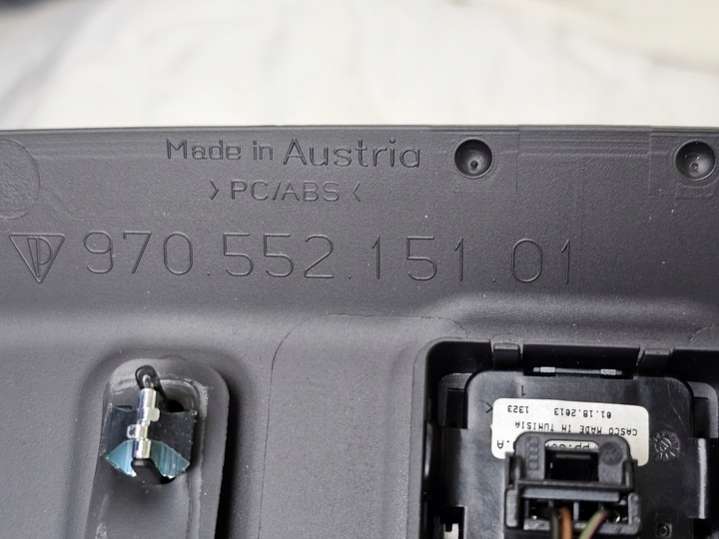 Made in Austria
>PC/ABS<
970.552.151.01
01.18.2013
1323
CASCO MADE IN TUNISIA